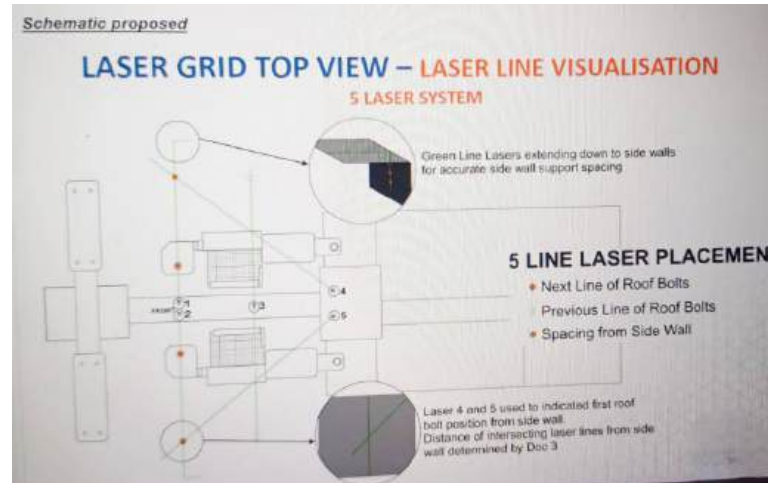 Schematic proposed
LASER GRID TOP VIEW – LASER LINE VISUALISATION
5 LASER SYSTEM
Green Line Lasers extending down to side walls
for accurate side wall support spacing
5 LINE LASER PLACEMEN
Next Line of Roof Bolts
Previous Line of Roof Bolts
Spacing from Side Wall
4
FRONT 1
2
3
5
Laser 4 and 5 used to indicated first roof
bolt position from side wall.
Distance of intersecting laser lines from side
wall determined by Doc 3